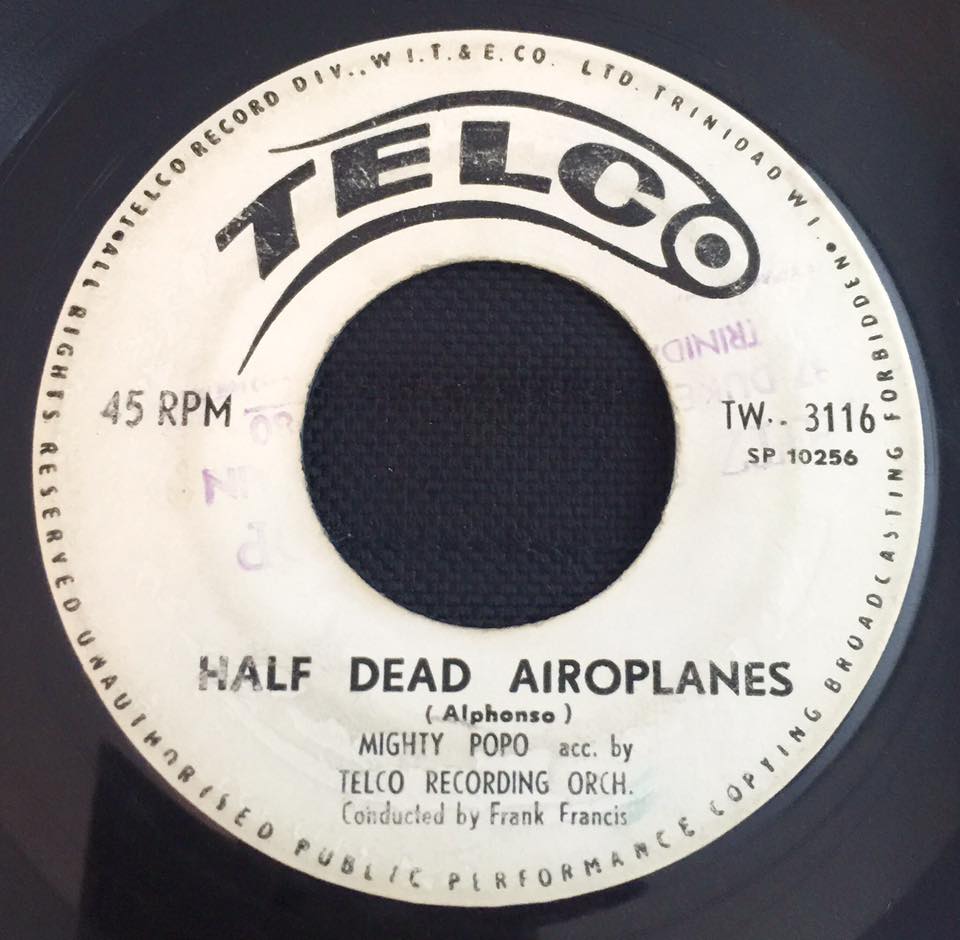 TELCO RECORD DIV.. W I.T. & E. CO. LTD. TRINIDAD W I.
TELCO
45 RPM
TW.. 3116
SP 10256
HALF DEAD AIROPLANES
( Alphonso )
MIGHTY POPO acc. by
TELCO RECORDING ORCH.
Conducted by Frank Francis
ALL RIGHTS RESERVED UNAUTHORISED PUBLIC PERFORMANCE COPYING BROADCASTING FORBIDDEN